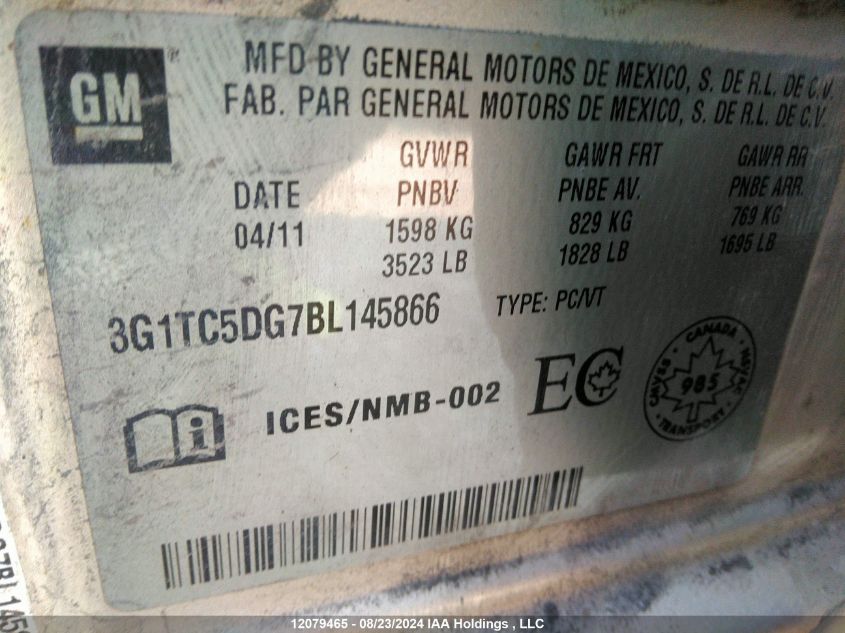 GM ®
MFD BY GENERAL MOTORS DE MEXICO, S. DE R.L. DE C.V.
FAB. PAR GENERAL MOTORS DE MEXICO, S. DE R.L. DE C.V.
DATE
04/11
GVWR
PNBV
1598 KG
3523 LB
GAWR FRT
PNBE AV.
829 KG
1828 LB
GAWR RR
PNBE ARR.
769 KG
1695 LB
3G1TC5DG7BL145866 TYPE: PC/VT
i ICES/NMB-002 EC
CANADA
985
TRANSPORT
12079465 - 08/23/2024 IAA Holdings , LLC